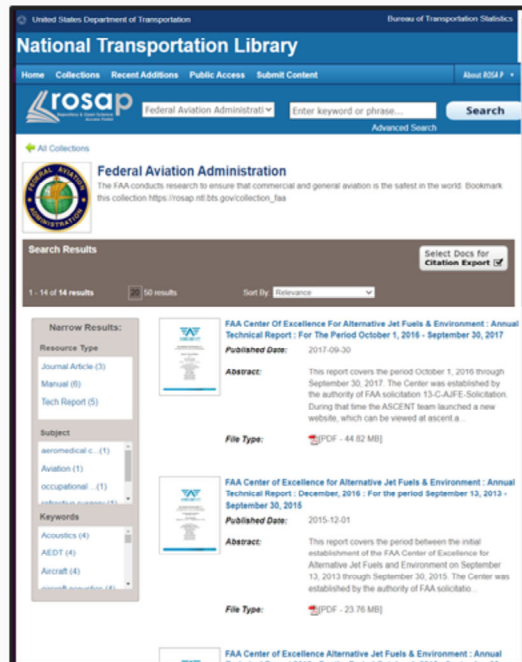 United States Department of Transportation
Bureau of Transportation Statistics
National Transportation Library
Home Collections Recent Additions Public Access Submit Content About ROSA P
rosap
Repository & Open Science Access Portal
Federal Aviation Administrati
Enter keyword or phrase...
Search
Advanced Search
All Collections
Federal Aviation Administration
The FAA conducts research to ensure that commercial and general aviation is the safest in the world. Bookmark
this collection https://rosap.ntl.bts.gov/collection_faa
Search Results
Select Docs for
Citation Export
1 - 14 of 14 results
20 50 results
Sort By: Relevance
Narrow Results:
Resource Type
Journal Article (3)
Manual (6)
Tech Report (5)
Subject
aeromedical c...(1)
Aviation (1)
occupational ...(1)
Keywords
Acoustics (4)
AEDT (4)
Aircraft (4)
FAA Center Of Excellence For Alternative Jet Fuels & Environment : Annual
Technical Report : For The Period October 1, 2016 - September 30, 2017
Published Date: 2017-09-30
Abstract: This report covers the period October 1, 2016 through
September 30, 2017. The Center was established by
the authority of FAA solicitation 13-C-AJFE-Solicitation.
During that time the ASCENT team launched a new
website, which can be viewed at ascent.a...
File Type: [PDF - 44.82 MB]
FAA Center of Excellence for Alternative Jet Fuels & Environment : Annual
Technical Report : December, 2016 : For the period September 13, 2013 -
September 30, 2015
Published Date: 2015-12-01
Abstract: This report covers the period between the initial
establishment of the FAA Center of Excellence for
Alternative Jet Fuels and Environment on September
13, 2013 through September 30, 2015. The Center was
established by the authority of FAA solicitatio...
File Type: [PDF - 23.76 MB]
FAA Center of Excellence Alternative Jet Fuels & Environment : Annual